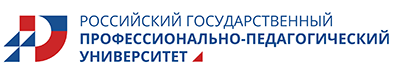 РОССИЙСКИЙ ГОСУДАРСТВЕННЫЙ
ПРОФЕССИОНАЛЬНО-ПЕДАГОГИЧЕСКИЙ
УНИВЕРСИТЕТ